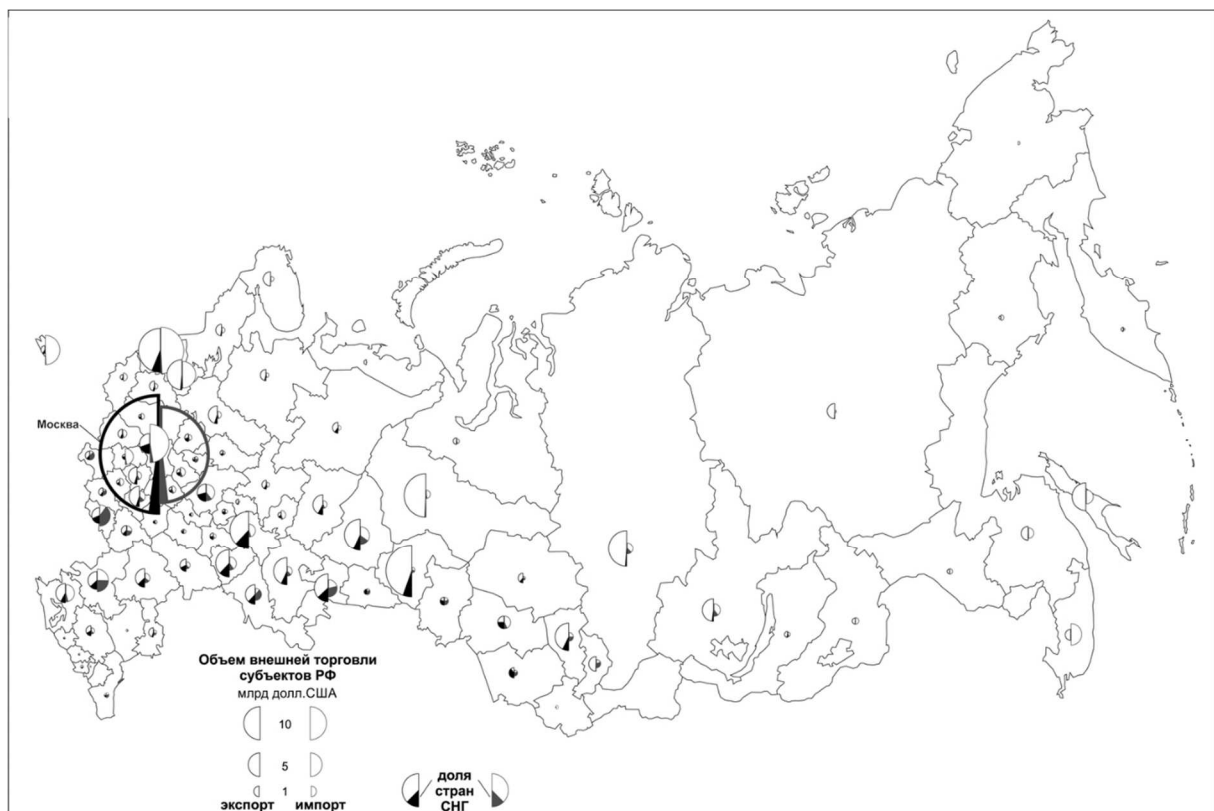 Москва
Объем внешней торговли
субъектов РФ
млрд долл.США
10
5
1
экспорт импорт
доля
стран
СНГ